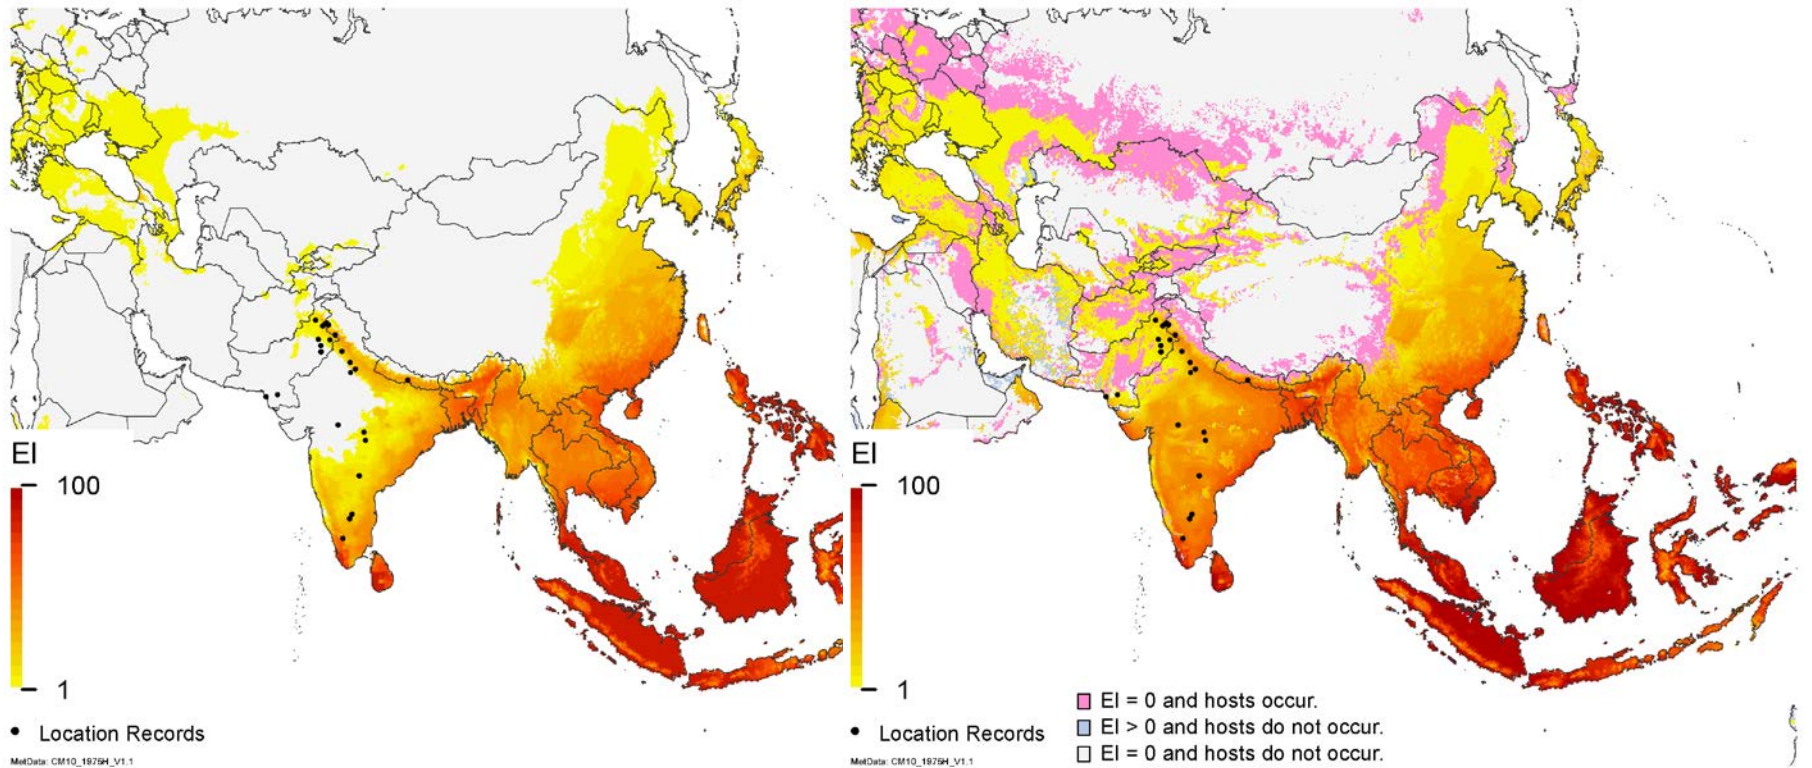 EI
100
1
Location Records
MetData: CM10_1975H_V1.1
EI
100
1
EI = 0 and hosts occur.
EI > 0 and hosts do not occur.
Location Records
EI = 0 and hosts do not occur.
MetData: CM10_1975H_V1.1